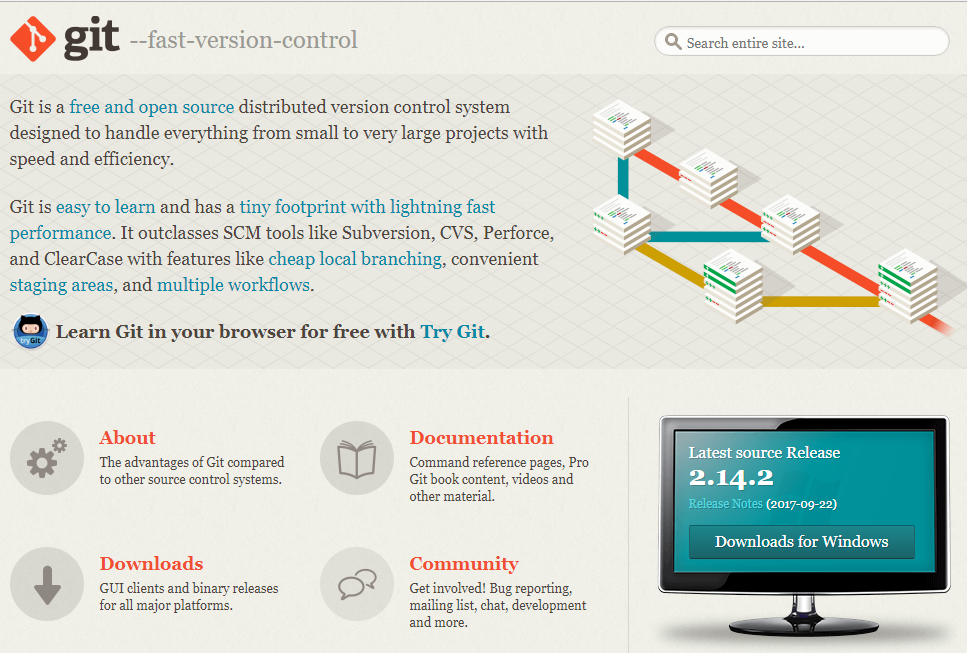 git --fast-version-control
Search entire site...
Git is a free and open source distributed version control system
designed to handle everything from small to very large projects with
speed and efficiency.
Git is easy to learn and has a tiny footprint with lightning fast
performance. It outclasses SCM tools like Subversion, CVS, Perforce,
and ClearCase with features like cheap local branching, convenient
staging areas, and multiple workflows.
try Git
Learn Git in your browser for free with Try Git.
About
The advantages of Git compared
to other source control systems.
Documentation
Command reference pages, Pro
Git book content, videos and
other material.
Downloads
GUI clients and binary releases
for all major platforms.
Community
Get involved! Bug reporting,
mailing list, chat, development
and more.
Latest source Release
2.14.2
Release Notes (2017-09-22)
Downloads for Windows